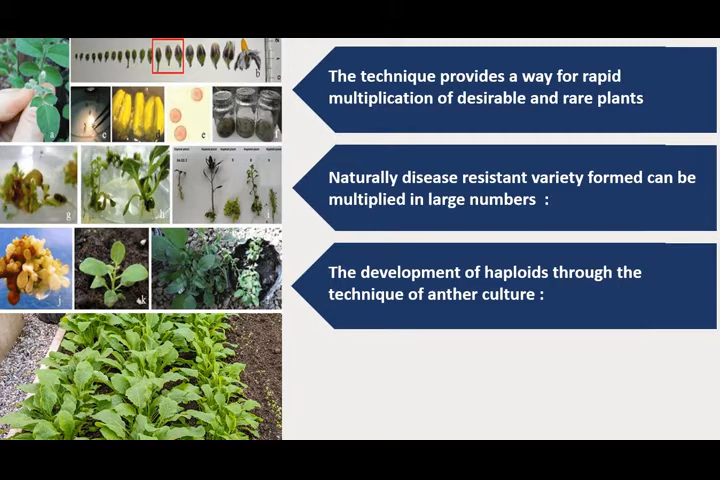 The technique provides a way for rapid
multiplication of desirable and rare plants
Naturally disease resistant variety formed can be
multiplied in large numbers  :
The development of haploids through the
technique of anther culture :
a
b
c
d
e
g
h
i
j
k